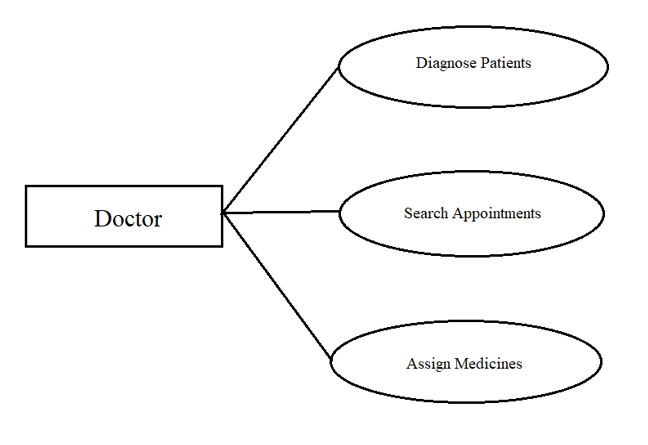 Diagnose Patients
Doctor
Search Appointments
Assign Medicines